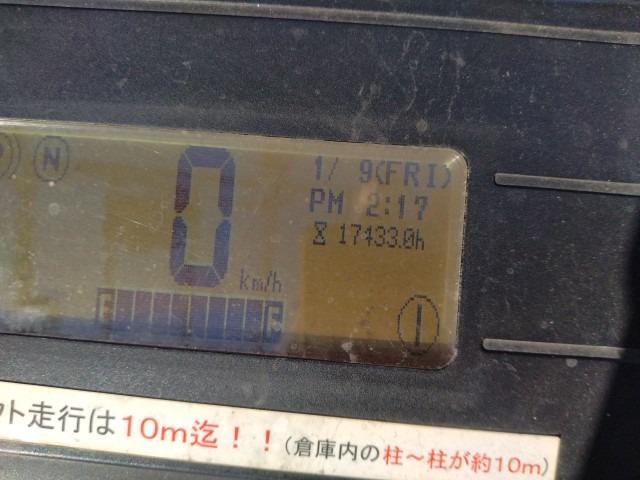 N
0 km/h
1/ 9(FRI)
PM 2:17
17433.0h
ト走行は10m迄！！(倉庫内の柱～柱が約10m)